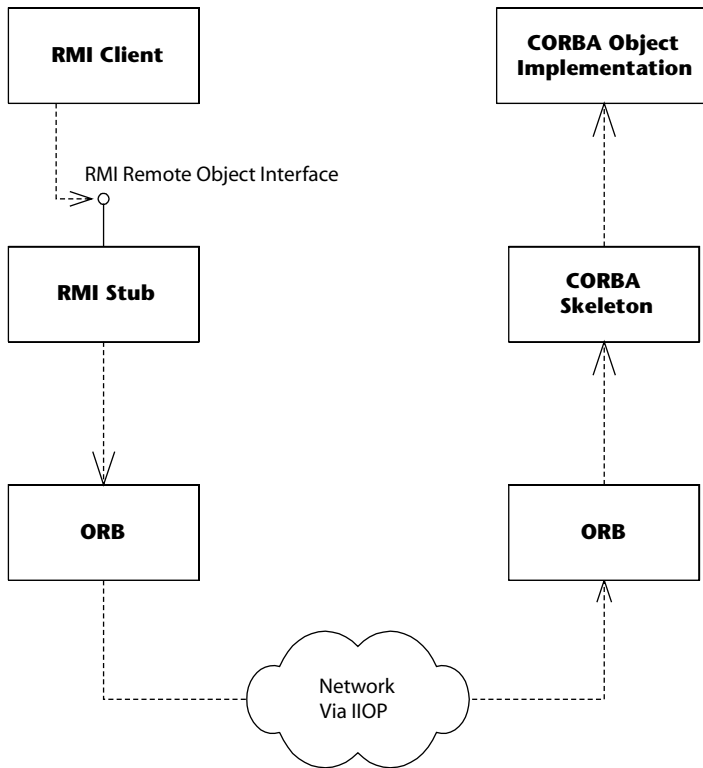 RMI Client
CORBA Object
Implementation
RMI Remote Object Interface
RMI Stub
CORBA
Skeleton
ORB
ORB
Network
Via IIOP